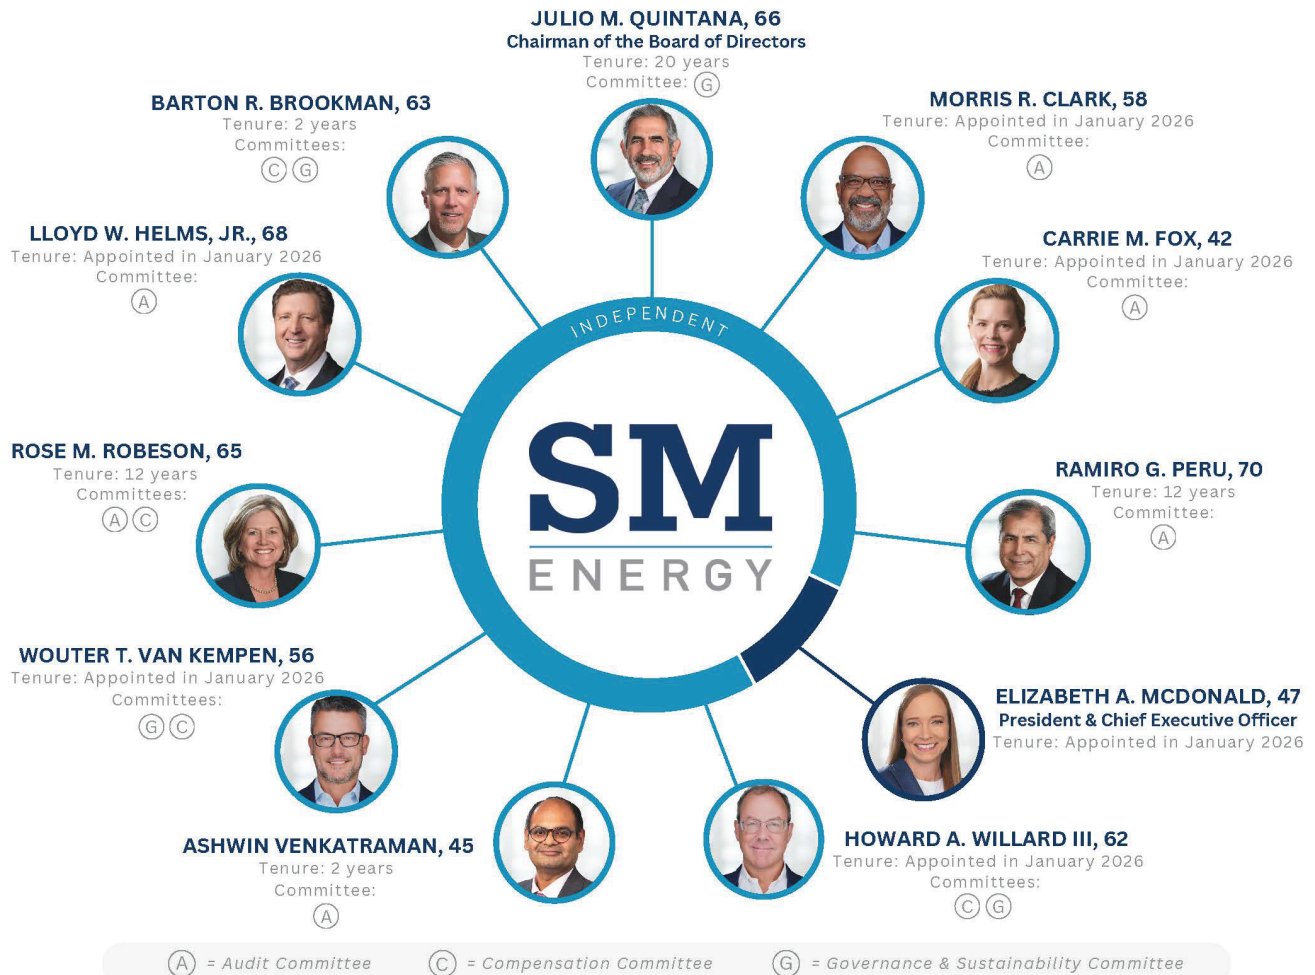 JULIO M. QUINTANA, 66
Chairman of the Board of Directors
Tenure: 20 years
Committee: G
BARTON R. BROOKMAN, 63
Tenure: 2 years
Committees:
C G
MORRIS R. CLARK, 58
Tenure: Appointed in January 2026
Committee:
A
LLOYD W. HELMS, JR., 68
Tenure: Appointed in January 2026
Committee:
A
CARRIE M. FOX, 42
Tenure: Appointed in January 2026
Committee:
A
INDEPENDENT
SM
ENERGY
ROSE M. ROBESON, 65
Tenure: 12 years
Committees:
A C
RAMIRO G. PERU, 70
Tenure: 12 years
Committee:
A
WOUTER T. VAN KEMPEN, 56
Tenure: Appointed in January 2026
Committees:
G C
ELIZABETH A. MCDONALD, 47
President & Chief Executive Officer
Tenure: Appointed in January 2026
ASHWIN VENKATRAMAN, 45
Tenure: 2 years
Committee:
A
HOWARD A. WILLARD III, 62
Tenure: Appointed in January 2026
Committees:
C G
A = Audit Committee C = Compensation Committee G = Governance & Sustainability Committee